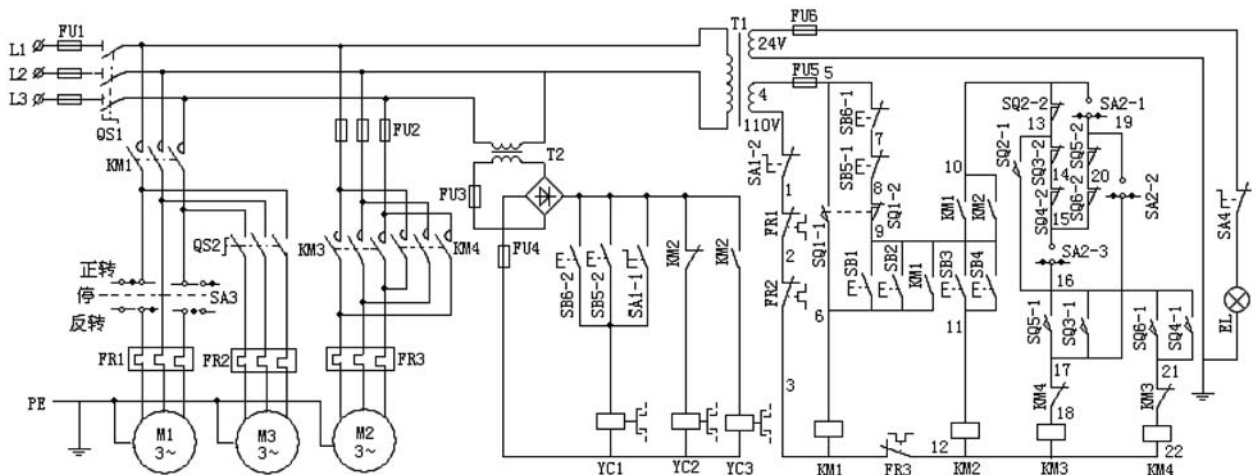 FU1
L1
L2
L3
QS1
KM1
QS2
正转
停
反转
SA3
FR1
FR2
FR3
PE
M1
3~
M3
3~
M2
3~
FU2
KM3
KM4
T2
FU3
FU4
SB6-2
SB5-2
SA1-1
KM2
KM2
YC1
YC2
YC3
T1
FU6
24V
FU5
4
110V
5
SA1-2
1
FR1
2
FR2
3
SQ1-1
6
SB6-1
7
SB5-1
8
SQ1-2
9
SB1
SB2
KM1
SB3
SB4
10
KM1
KM2
11
KM1
FR3
12
KM2
SQ2-1
SQ2-2
13
SQ3-2
14
SQ4-2
15
SA2-1
19
SQ5-2
20
SQ6-2
SA2-2
SA2-3
16
SQ5-1
SQ3-1
SQ6-1
SQ4-1
17
KM4
18
KM3
21
KM3
22
KM4
SA4
EL